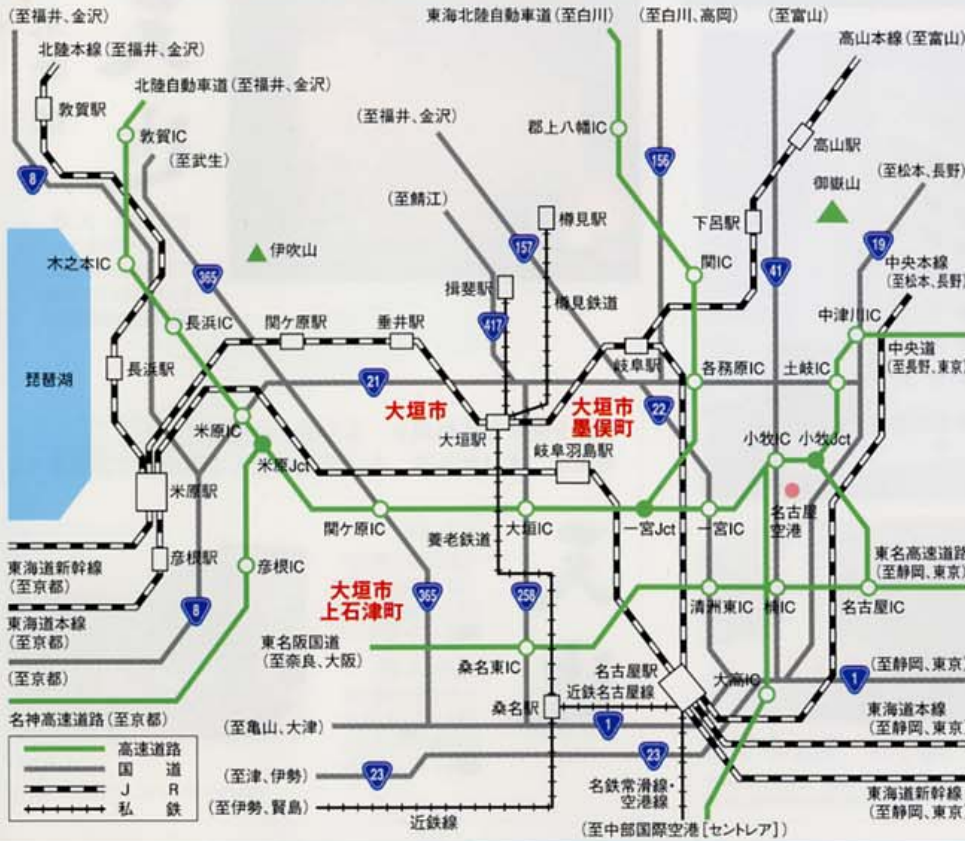 (至福井、金沢)
東海北陸自動車道(至白川)
(至白川、高岡)
(至富山)
北陸本線(至福井、金沢)
高山本線(至富山)
北陸自動車道(至福井、金沢)
敦賀駅
(至福井、金沢)
敦賀IC
郡上八幡IC
高山駅
(至武生)
156
(至松本、長野)
8
御嶽山
(至鯖江)
樽見駅
下呂駅
伊吹山
157
19
木之本IC
関IC
中央本線
(至松本、長野)
365
41
揖斐駅
樽見鉄道
長浜IC
関ケ原駅
垂井駅
417
中津川IC
長浜駅
岐阜駅
中央道
(至長野、東京)
琵琶湖
21
各務原IC
土岐IC
大垣市
大垣市
墨俣町
22
米原IC
大垣駅
小牧IC
小牧Jct
岐阜羽島駅
米原Jct
米原駅
名古屋
空港
関ケ原IC
大垣IC
一宮Jct
一宮IC
養老鉄道
彦根駅
彦根IC
東海道新幹線
(至京都)
東名高速道路
(至静岡、東京)
大垣市
上石津町
365
258
清洲東IC
楠IC
名古屋IC
8
東海道本線
(至京都)
東名阪国道
(至奈良、大阪)
桑名東IC
名古屋駅
(至静岡、東京)
(至京都)
大高IC
1
近鉄名古屋線
桑名駅
名神高速道路(至京都)
東海道本線
(至静岡、東京)
(至亀山、大津)
1
高速道路
国道
JR
私鉄
23
(至津、伊勢)
23
名鉄常滑線・
空港線
東海道新幹線
(至静岡、東京)
(至伊勢、賢島)
近鉄線
(至中部国際空港[セントレア])